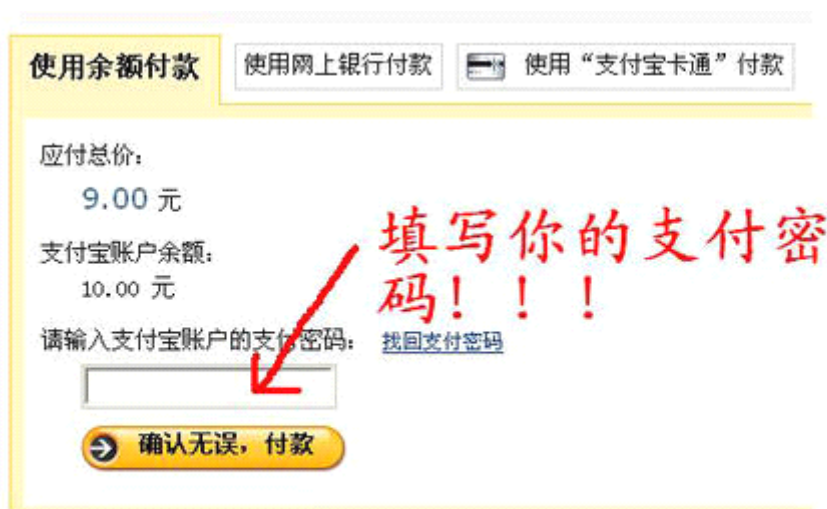 使用余额付款 使用网上银行付款 使用“支付宝卡通”付款
应付总价：
9.00 元
支付宝账户余额：
10.00 元
请输入支付宝账户的支付密码： 找回支付密码
确认无误，付款
填写你的支付密
码！！！